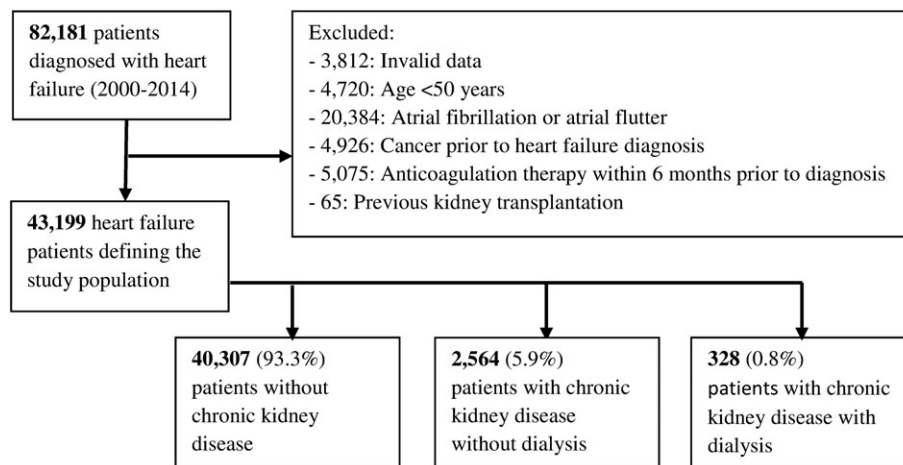 82,181 patients
diagnosed with heart
failure (2000-2014)
Excluded:
- 3,812: Invalid data
- 4,720: Age <50 years
- 20,384: Atrial fibrillation or atrial flutter
- 4,926: Cancer prior to heart failure diagnosis
- 5,075: Anticoagulation therapy within 6 months prior to diagnosis
- 65: Previous kidney transplantation
43,199 heart failure
patients defining the
study population
40,307 (93.3%)
patients without
chronic kidney
disease
2,564 (5.9%)
patients with chronic
kidney disease
without dialysis
328 (0.8%)
patients with chronic
kidney disease with
dialysis